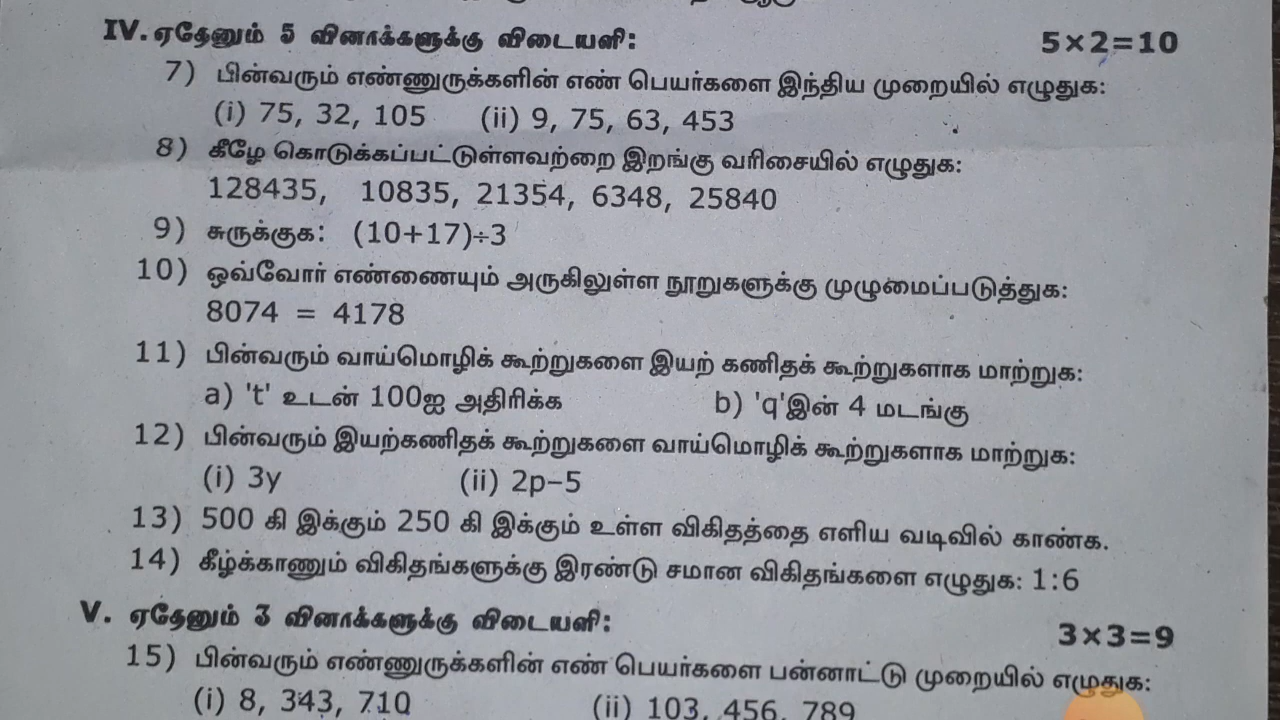 IV. ஏதேனும் 5 வினாக்களுக்கு விடையளி: 5×2=10
7) பின்வரும் எண்ணுருக்களின் எண் பெயர்களை இந்திய முறையில் எழுதுக:
(i) 75, 32, 105 (ii) 9, 75, 63, 453
8) கீழே கொடுக்கப்பட்டுள்ளவற்றை இறங்கு வரிசையில் எழுதுக:
128435, 10835, 21354, 6348, 25840
9) சுருக்குக: (10+17)÷3
10) ஒவ்வோர் எண்ணையும் அருகிலுள்ள நூறுகளுக்கு முழுமைப்படுத்துக:
8074 = 4178
11) பின்வரும் வாய்மொழிக் கூற்றுகளை இயற் கணிதக் கூற்றுகளாக மாற்றுக:
a) 't' உடன் 100ஐ அதிரிக்க b) 'q'இன் 4 மடங்கு
12) பின்வரும் இயற்கணிதக் கூற்றுகளை வாய்மொழிக் கூற்றுகளாக மாற்றுக:
(i) 3y (ii) 2p−5
13) 500 கி இக்கும் 250 கி இக்கும் உள்ள விகிதத்தை எளிய வடிவில் காண்க.
14) கீழ்க்காணும் விகிதங்களுக்கு இரண்டு சமான விகிதங்களை எழுதுக: 1:6
V. ஏதேனும் 3 வினாக்களுக்கு விடையளி: 3×3=9
15) பின்வரும் எண்ணுருக்களின் எண் பெயர்களை பன்னாட்டு முறையில் எழுதுக:
(i) 8, 343, 710 (ii) 103, 456, 789